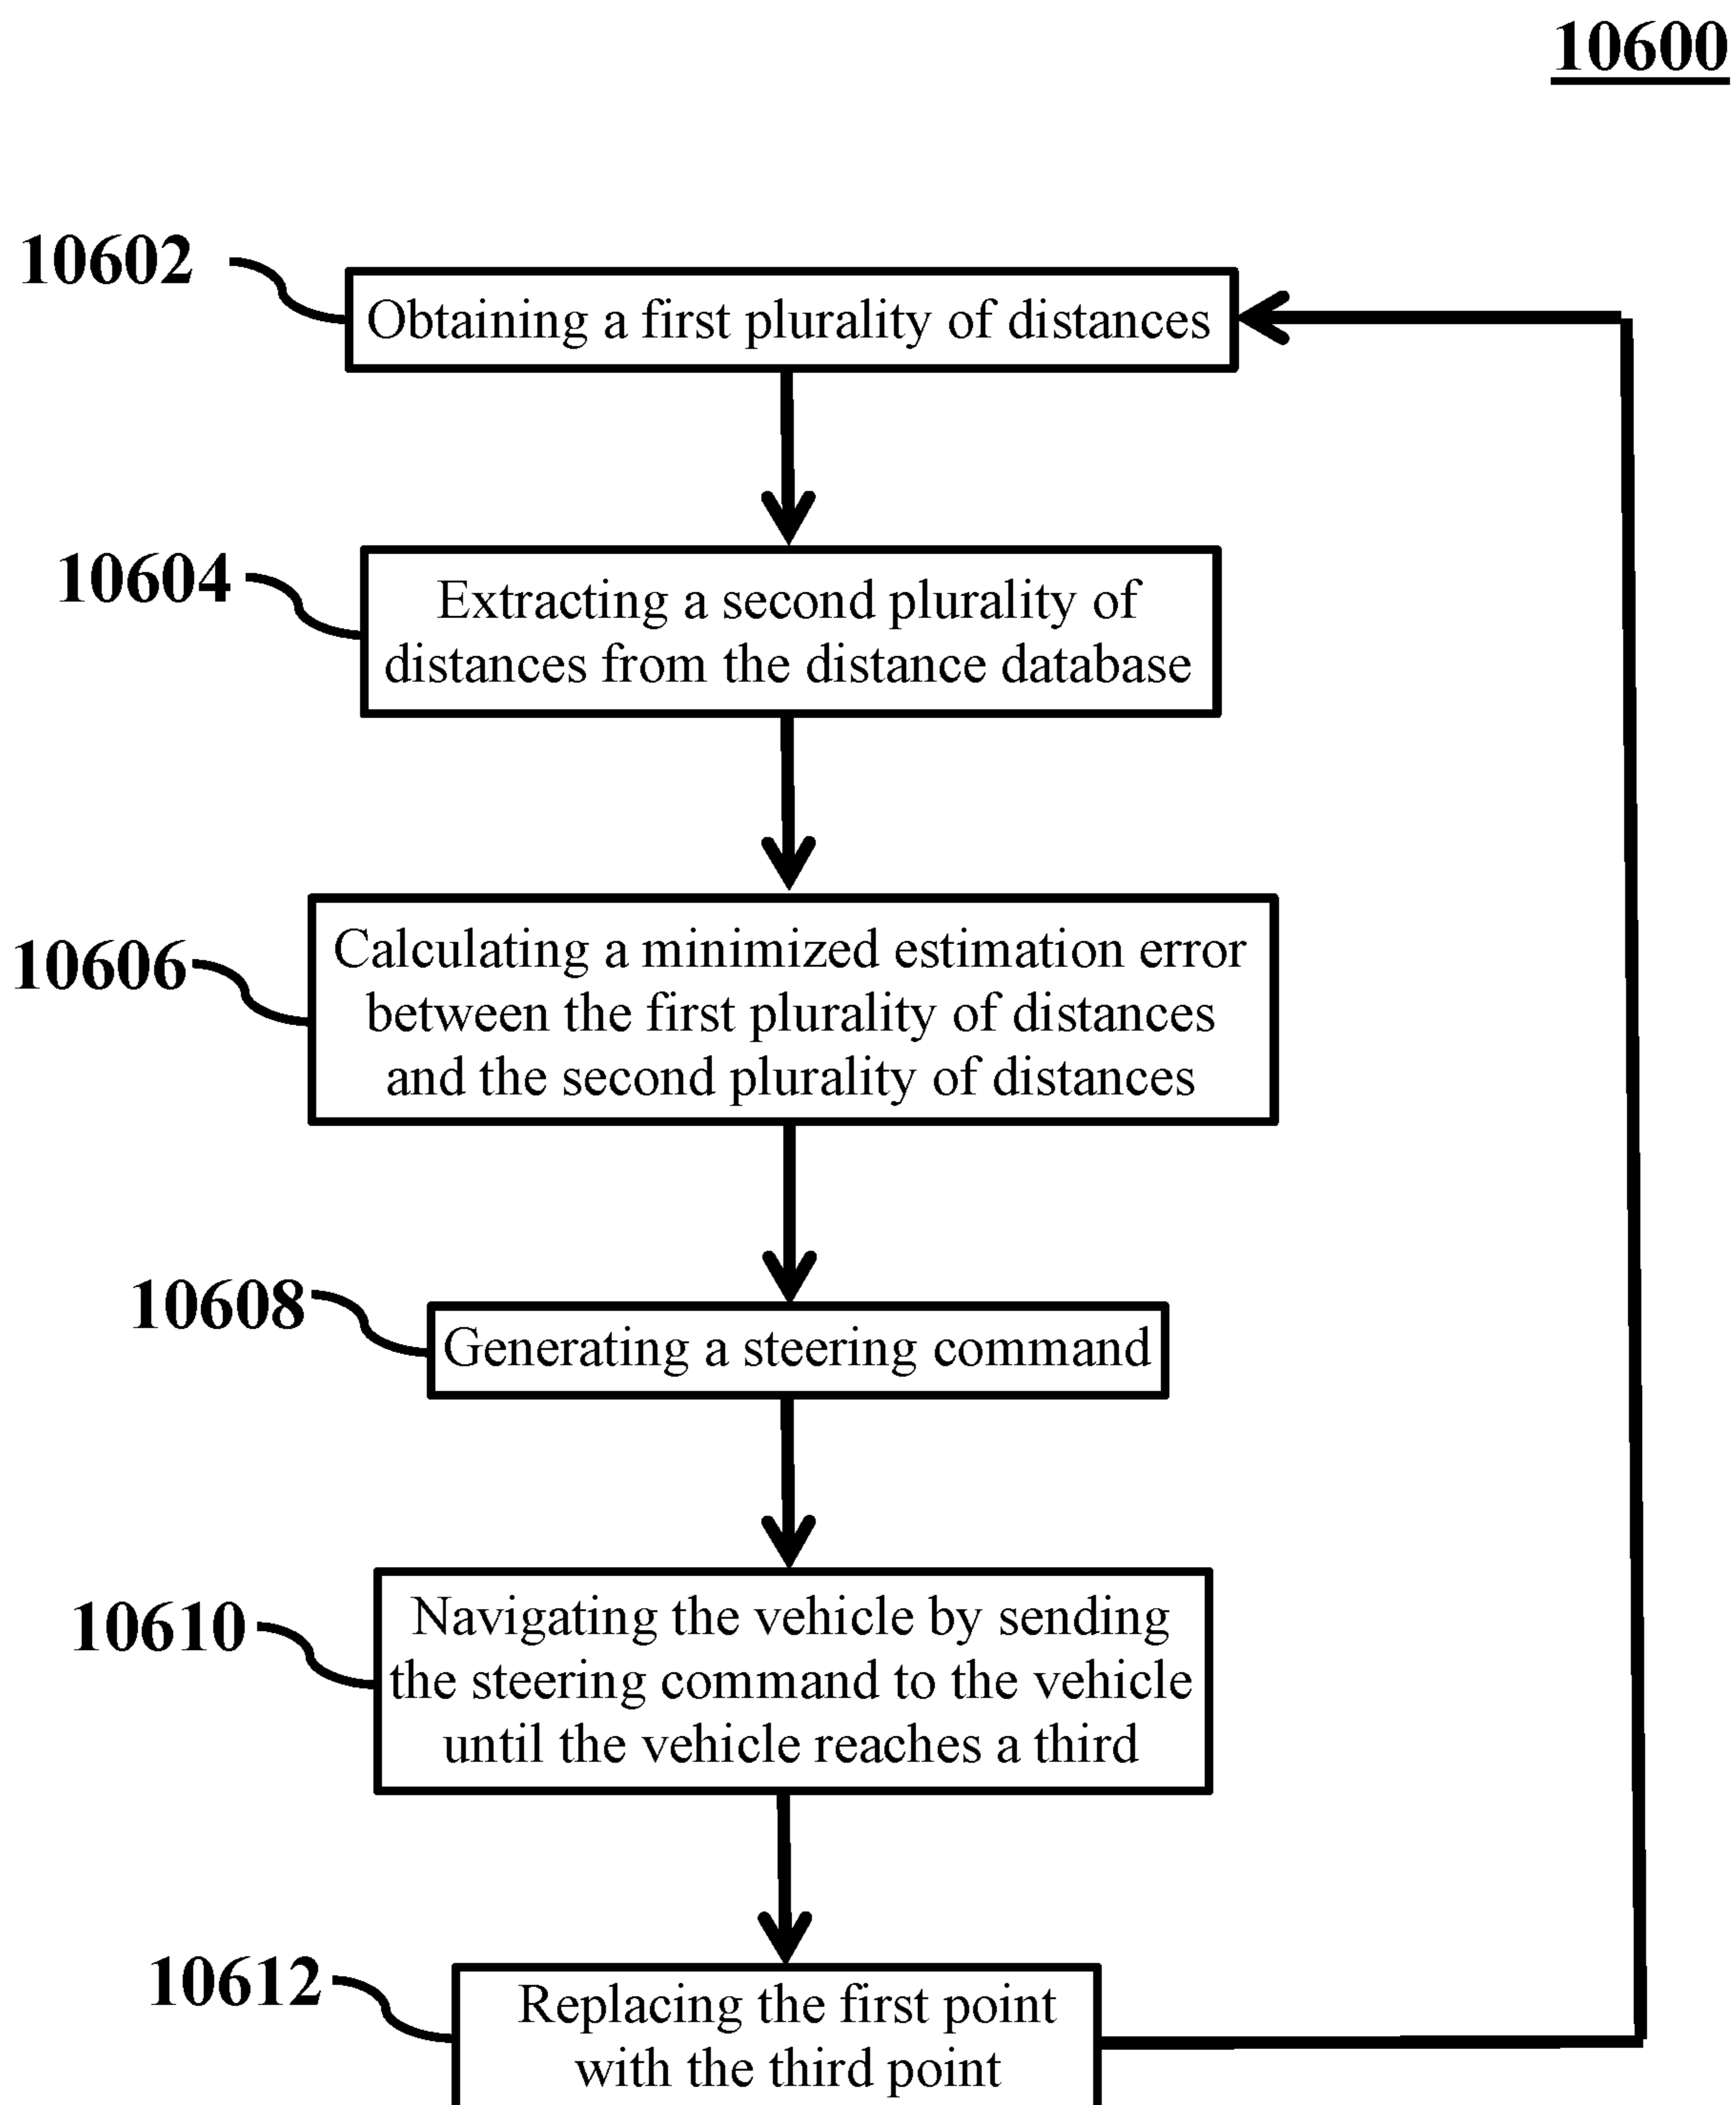 10600
10602
Obtaining a first plurality of distances
10604
Extracting a second plurality of
distances from the distance database
10606
Calculating a minimized estimation error
between the first plurality of distances
and the second plurality of distances
10608
Generating a steering command
10610
Navigating the vehicle by sending
the steering command to the vehicle
until the vehicle reaches a third
10612
Replacing the first point
with the third point